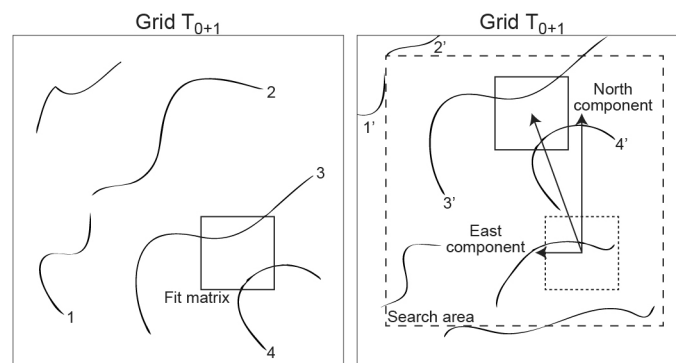 Grid T0+1
2
3
Fit matrix
1
4
Grid T0+1
2'
North
component
1'
4'
3'
East
component
Search area